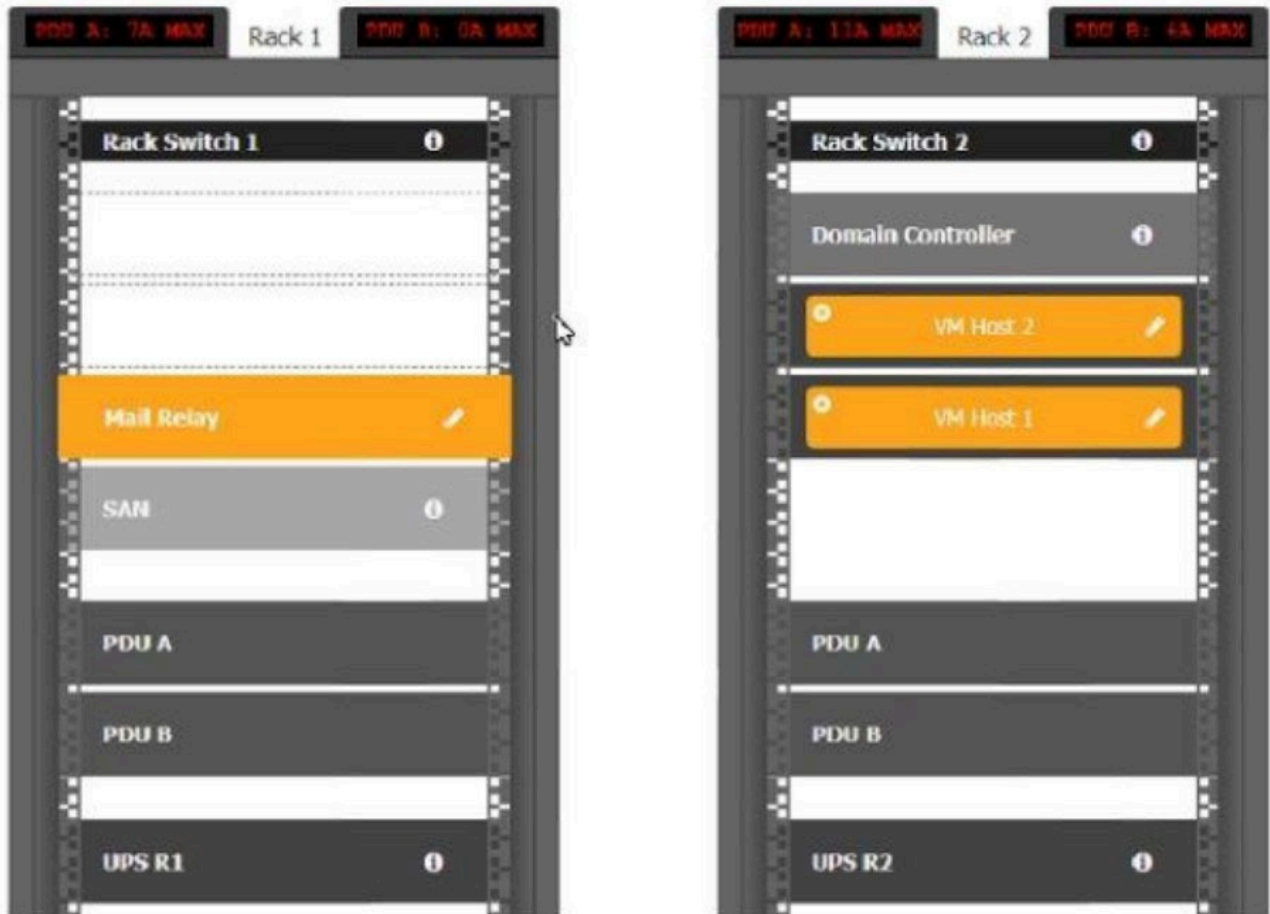 PDU A: 7A MAX
Rack 1
PDU B: 0A MAX
Rack Switch 1
Mail Relay
SAN
PDU A
PDU B
UPS R1
PDU A: 11A MAX
Rack 2
PDU B: 4A MAX
Rack Switch 2
Domain Controller
VM Host 2
VM Host 1
PDU A
PDU B
UPS R2